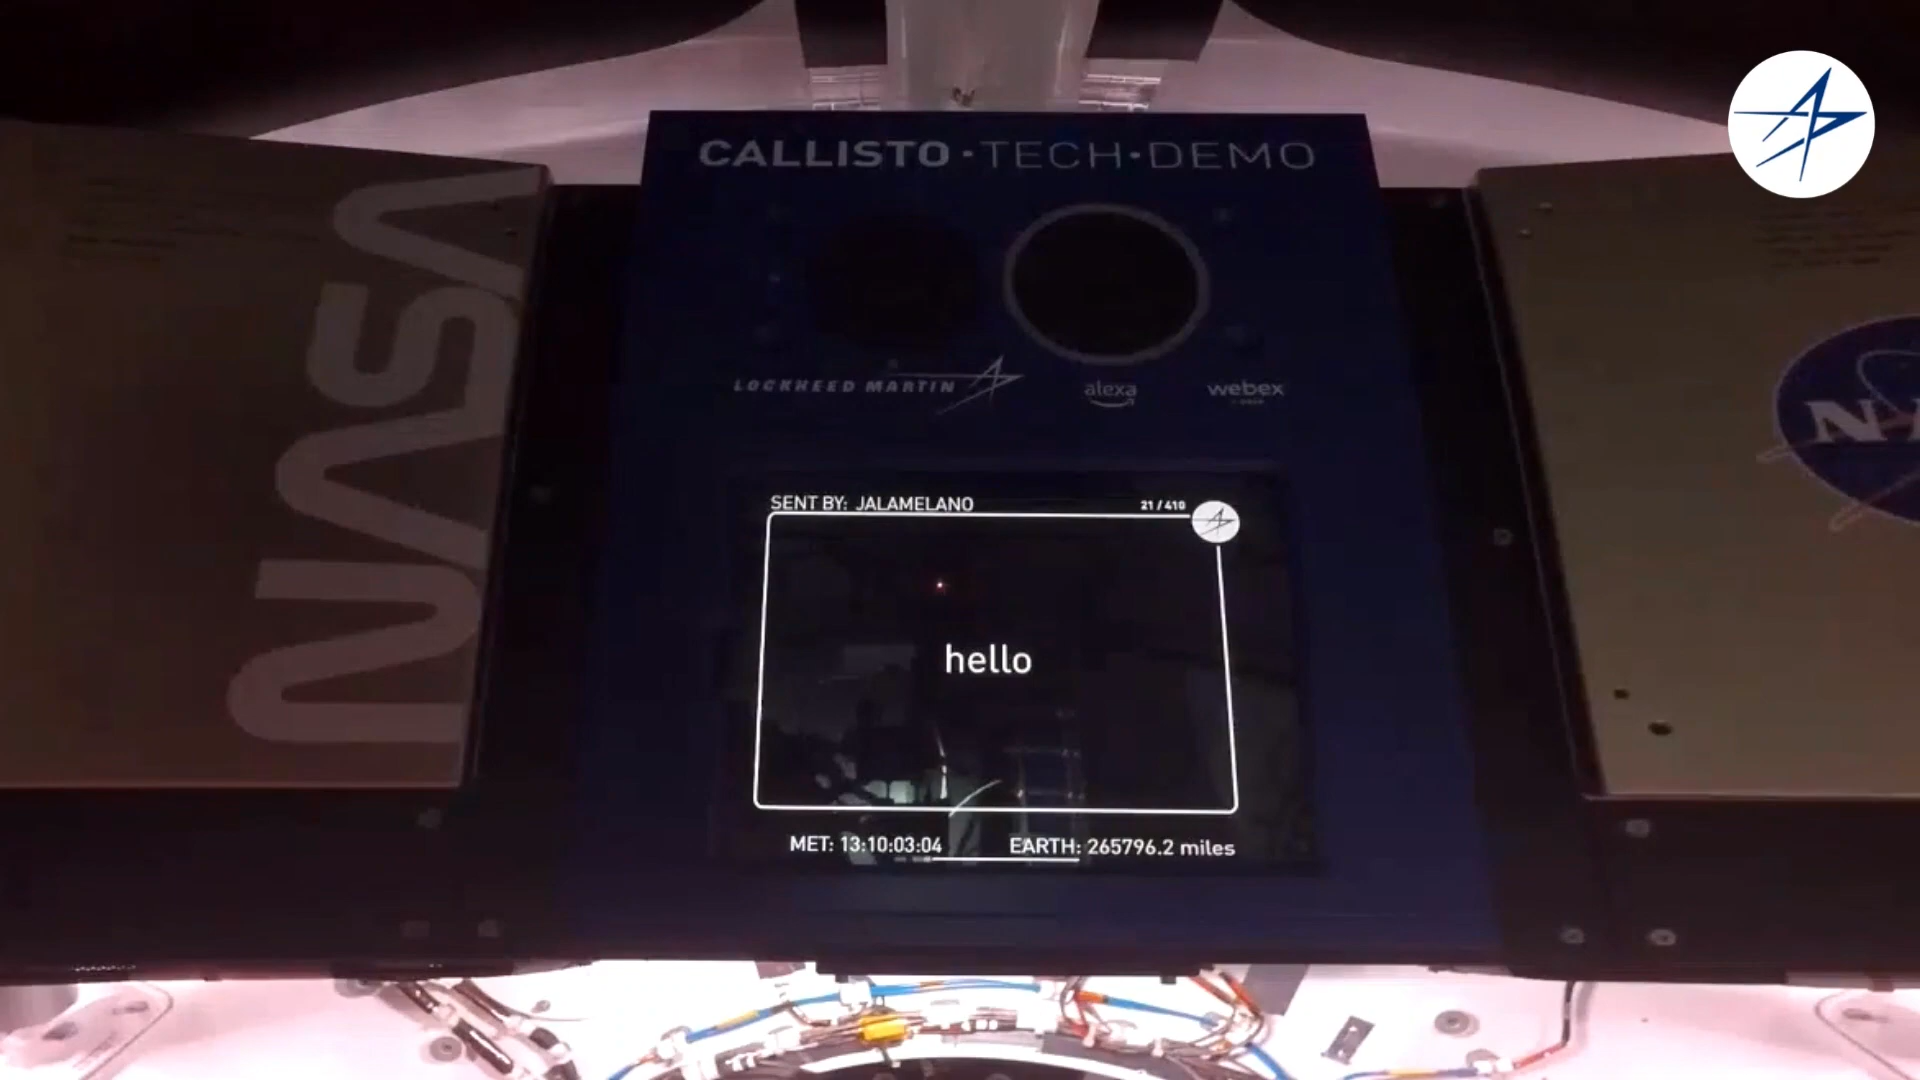 CALLISTO · TECH · DEMO
NASA
LOCKHEED MARTIN
alexa
webex
SENT BY: JALAMELANO
21 / 410
hello
MET: 13:10:03:04
EARTH: 265796.2 miles